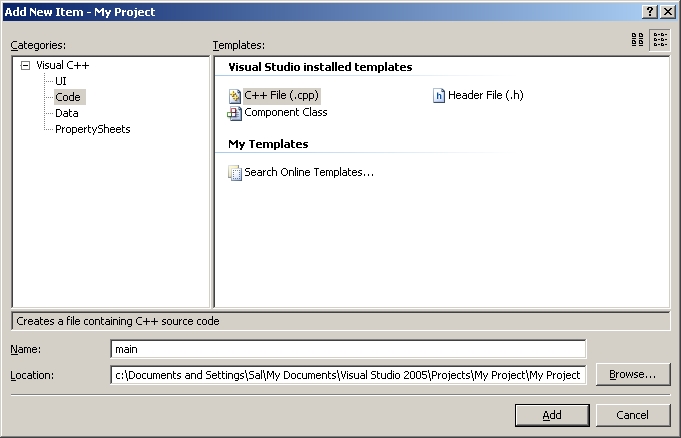 Add New Item - My Project
Categories:
Templates:
Visual C++
UI
Code
Data
PropertySheets
Visual Studio installed templates
C++ File (.cpp)
Header File (.h)
Component Class
My Templates
Search Online Templates...
Creates a file containing C++ source code
Name:
main
Location:
c:\Documents and Settings\Sal\My Documents\Visual Studio 2005\Projects\My Project\My Project
Browse...
Add
Cancel